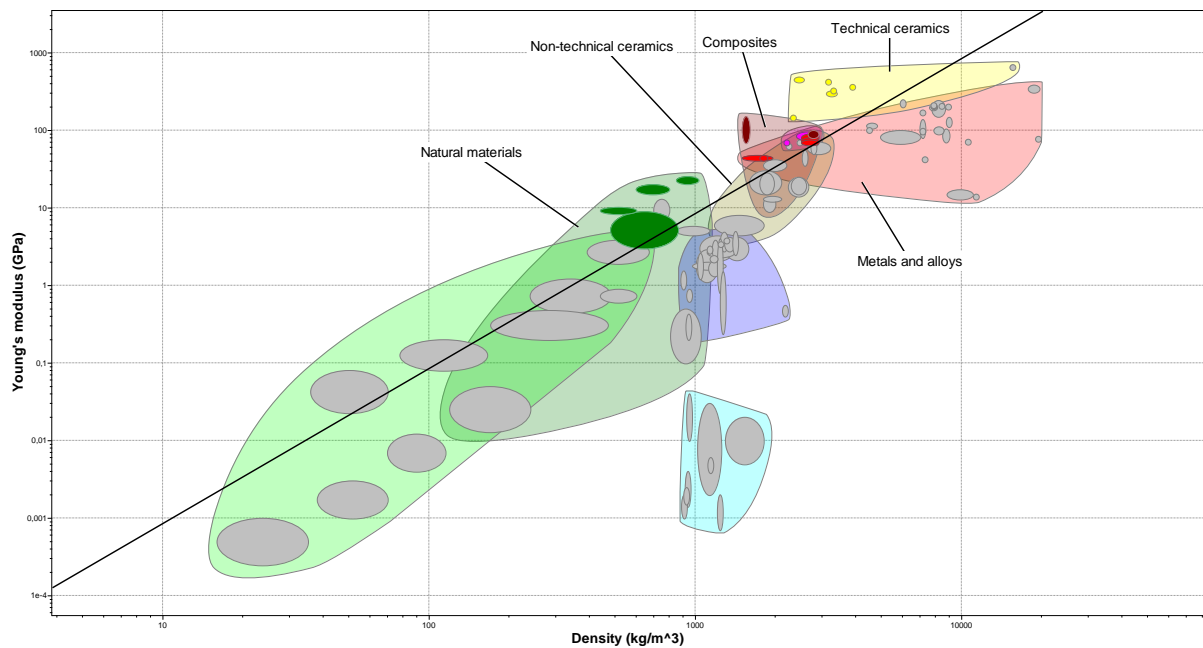 Technical ceramics
Composites
Non-technical ceramics
Natural materials
Metals and alloys
Young's modulus (GPa)
1000
100
10
1
0,1
0,01
0,001
1e-4
10
100
1000
10000
Density (kg/m^3)